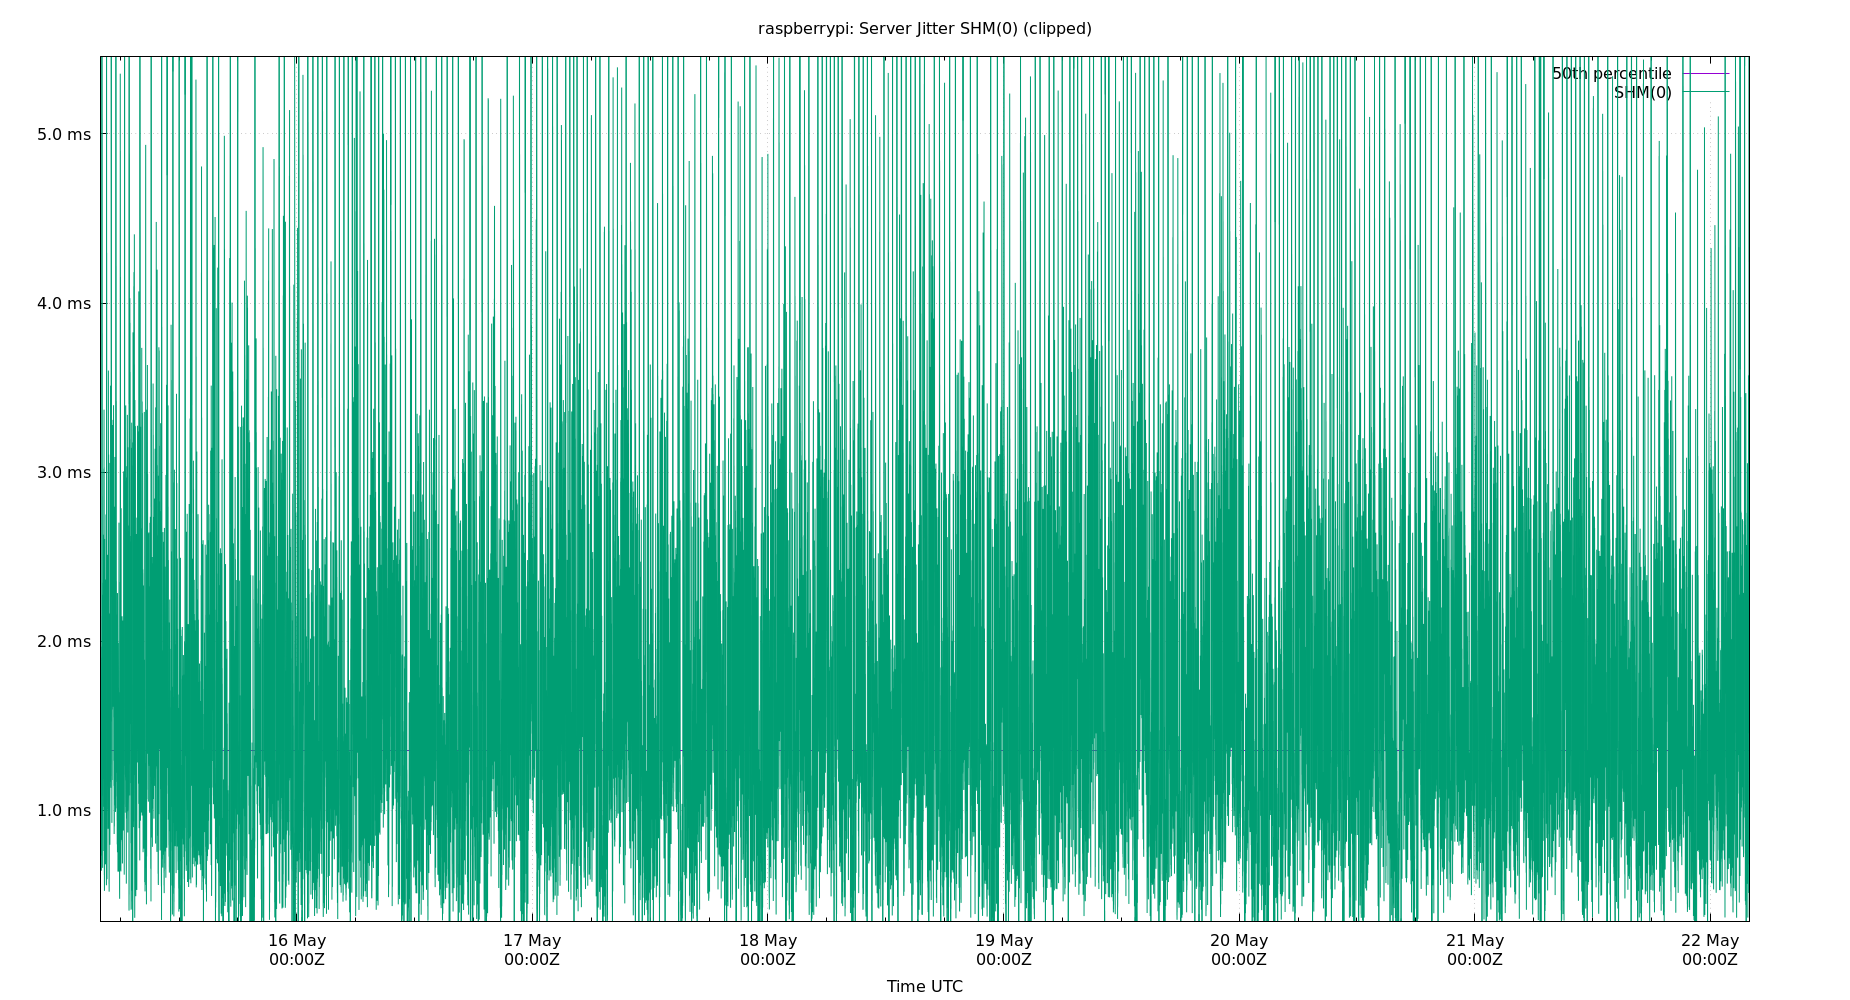 raspberrypi: Server Jitter SHM(0) (clipped)
50th percentile
SHM(0)
5.0 ms
4.0 ms
3.0 ms
2.0 ms
1.0 ms
16 May 17 May 18 May 19 May 20 May 21 May 22 May
00:00Z 00:00Z 00:00Z 00:00Z 00:00Z 00:00Z 00:00Z
Time UTC